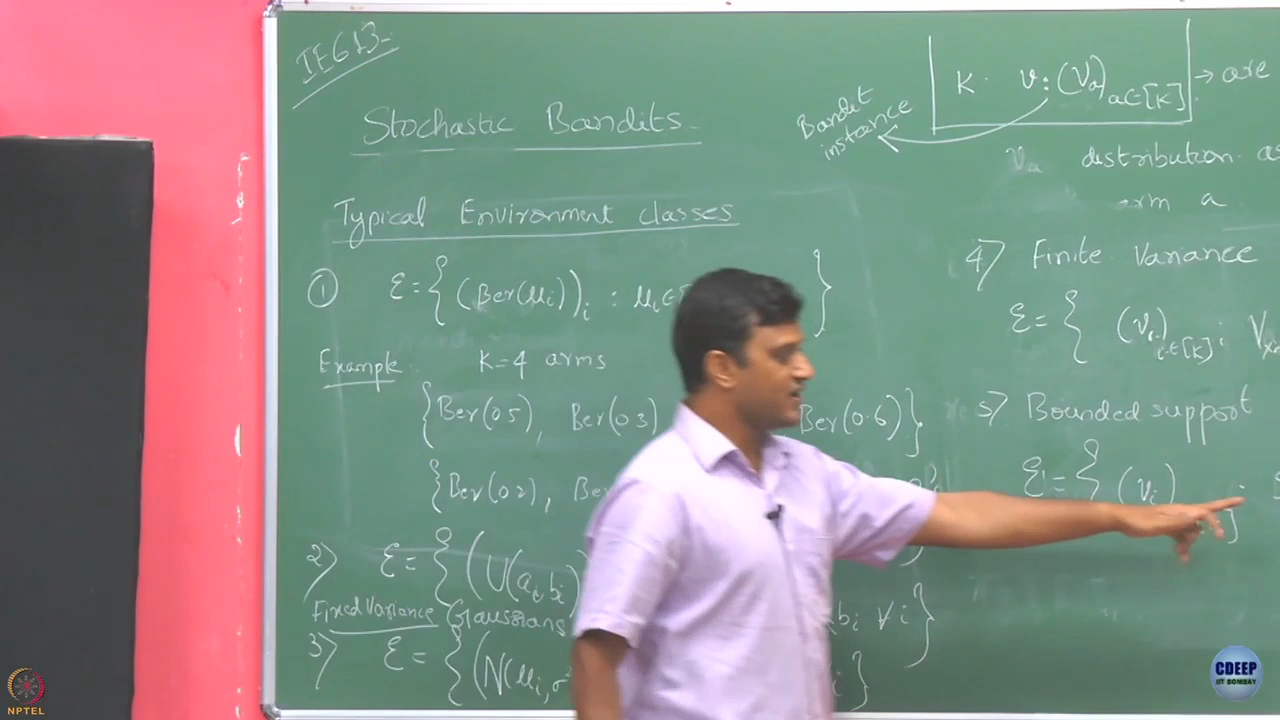 IE613
Stochastic Bandits
Typical Environment classes
① ℰ = { (Ber(μi))i : μi ∈ }
Example K=4 arms
{Ber(0.5), Ber(0.3) Ber(0.6)};
{Ber(0.2), Be
2) ℰ = { (U(ai, bi) bi ∀ i }
Fixed Variance Gaussians
3) ℰ = { (N(μi, σ² i }
K. ν: (νa)a∈[K] → are
Bandit
instance
νa distribution as
arm a.
4) Finite Variance
ℰ = { (νi)i∈[K]:
5) Bounded support
ℰ = { (νi) :
NPTEL
CDEEP
IIT BOMBAY